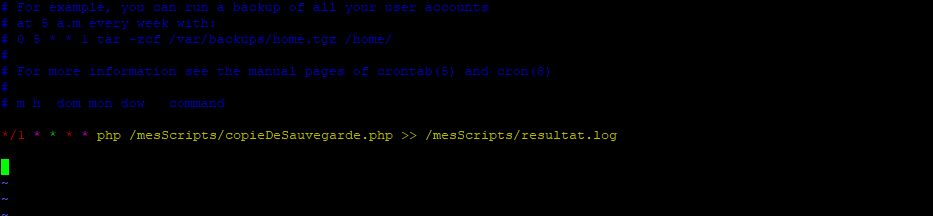 # For example, you can run a backup of all your user accounts
# at 5 a.m every week with:
# 0 5 * * 1 tar -zcf /var/backups/home.tgz /home/
#
# For more information see the manual pages of crontab(5) and cron(8)
#
# m h  dom mon dow   command
*/1 * * * * php /mesScripts/copieDeSauvegarde.php >> /mesScripts/resultat.log
~
~
~